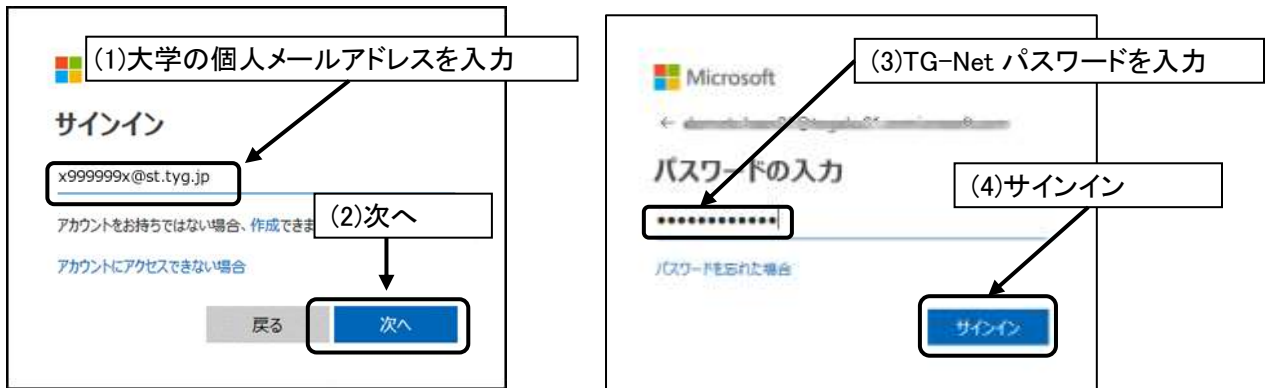 (1)大学の個人メールアドレスを入力
サインイン
x999999x@st.tyg.jp
アカウントをお持ちではない場合、作成できま
(2)次へ
アカウントにアクセスできない場合
戻る
次へ
(3)TG-Net パスワードを入力
Microsoft
パスワードの入力
(4)サインイン
パスワードを忘れた場合
サインイン